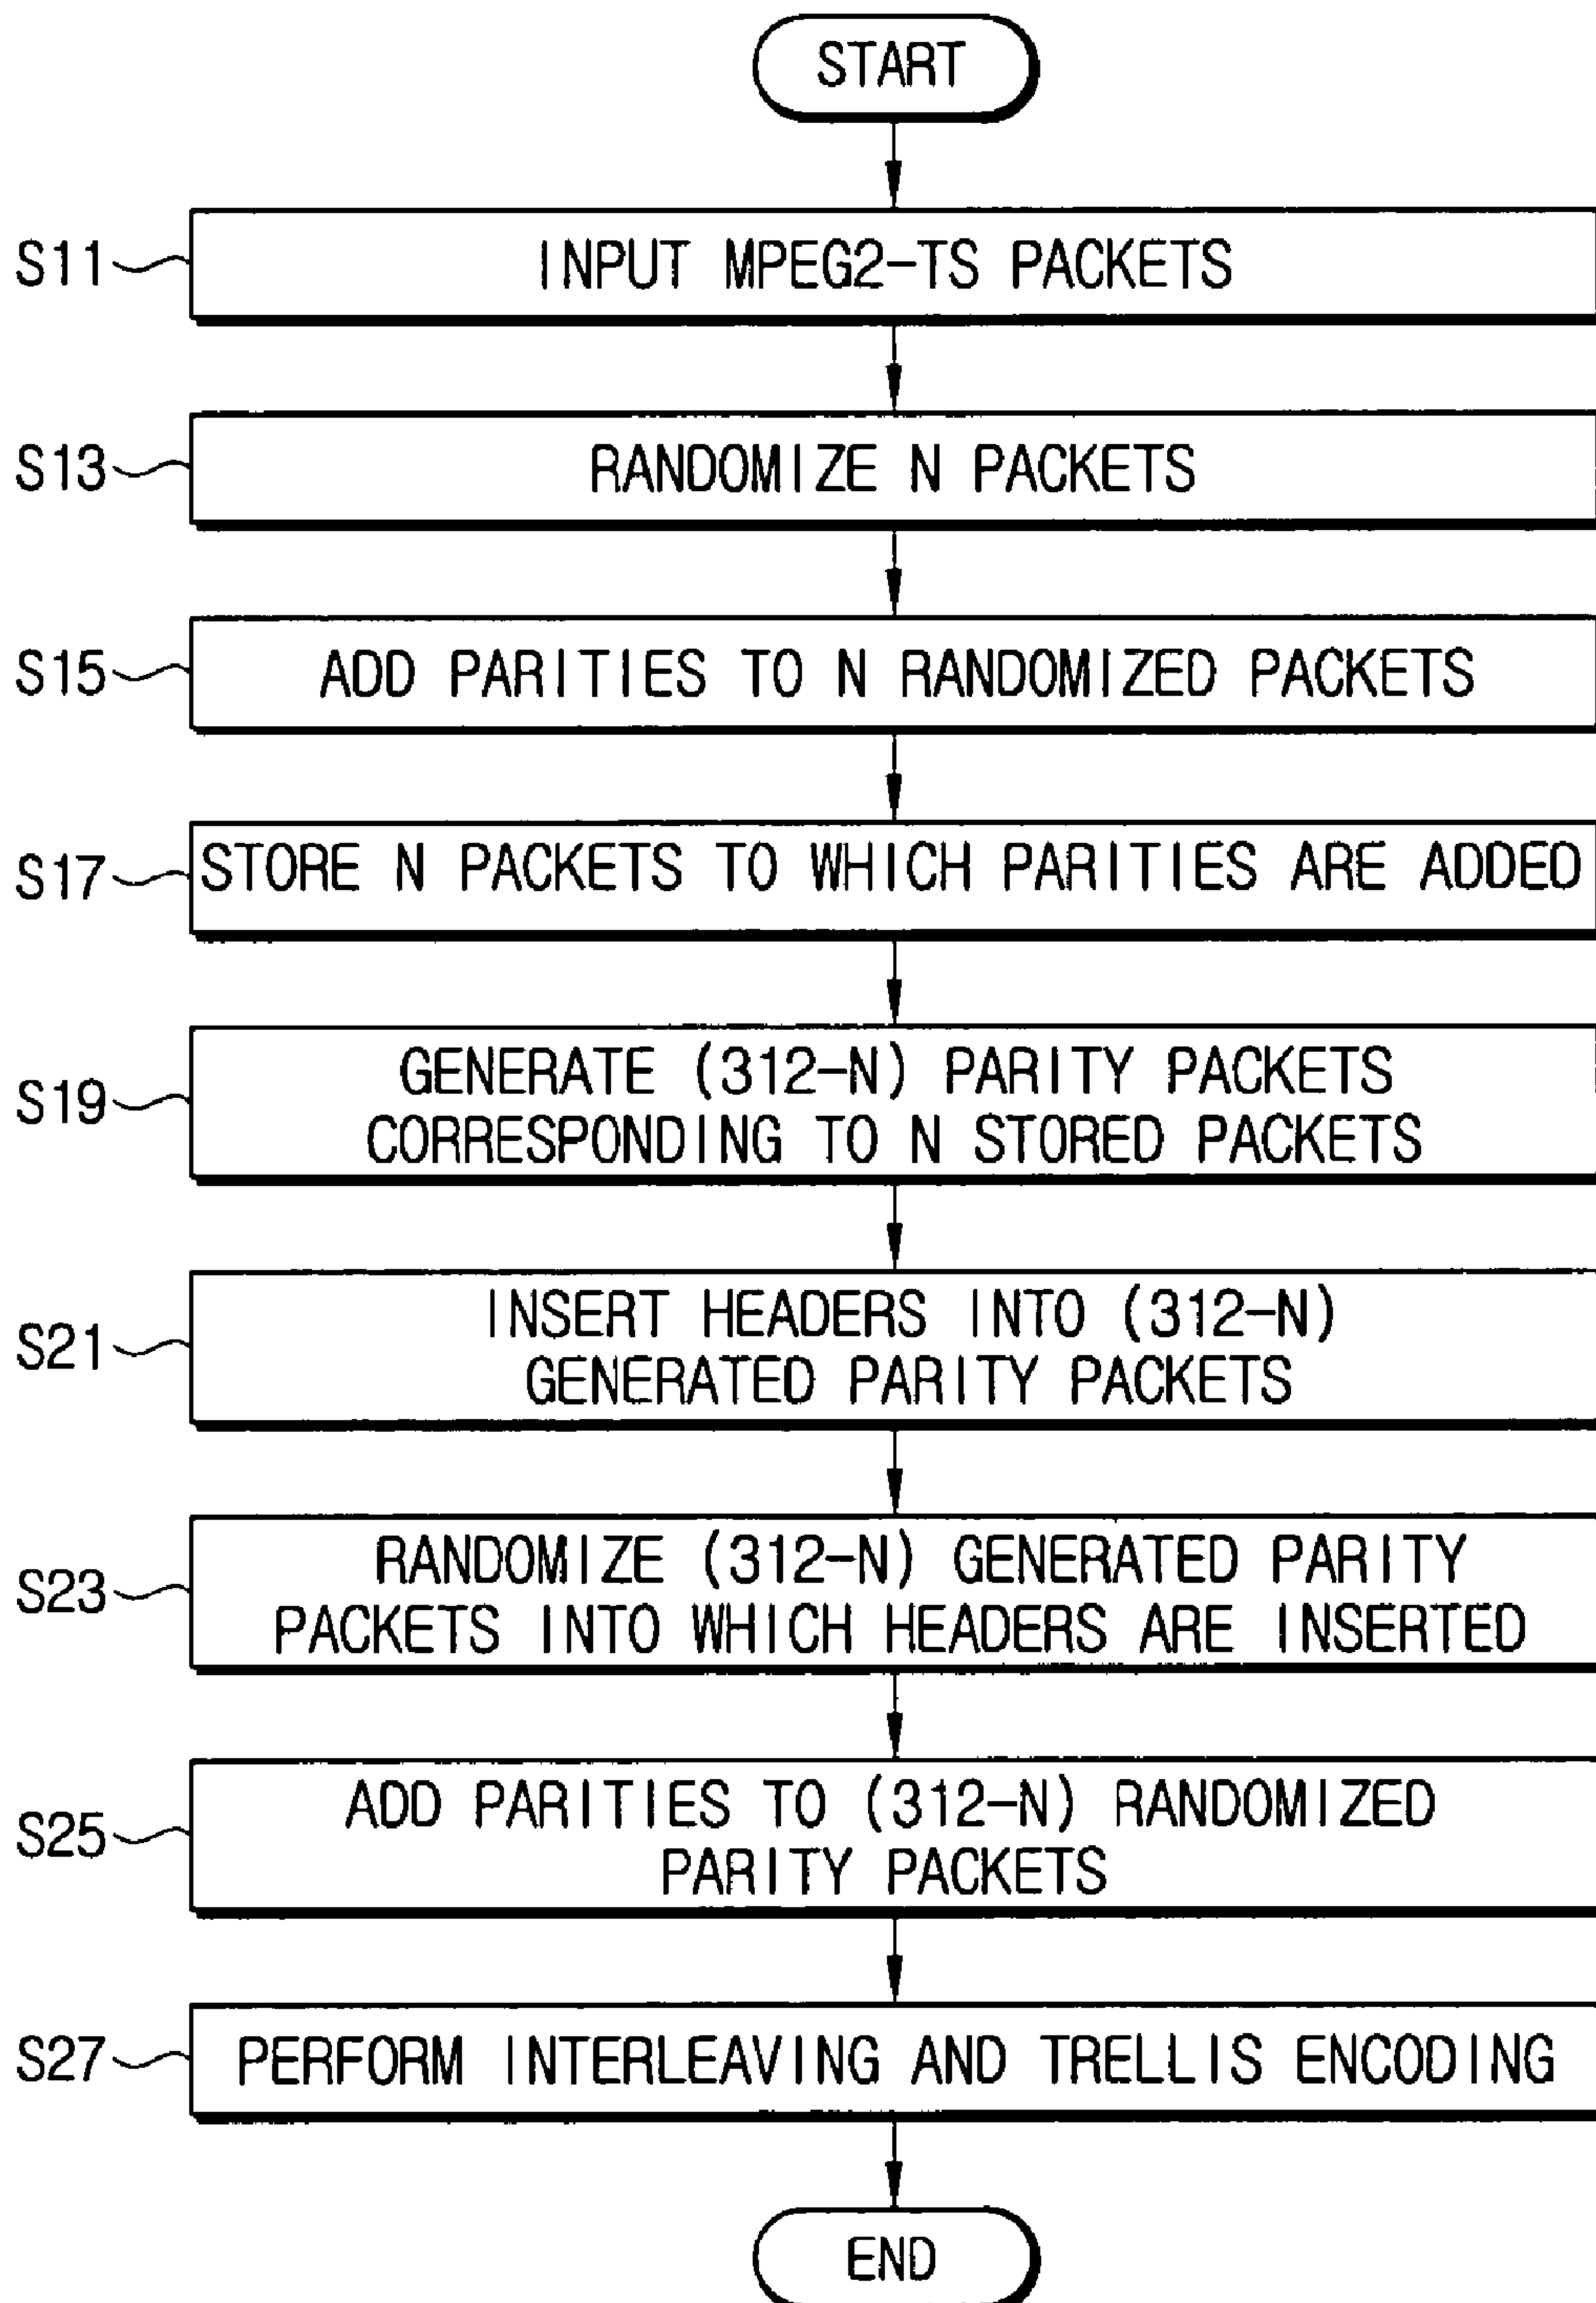 START
S11
INPUT MPEG2-TS PACKETS
S13
RANDOMIZE N PACKETS
S15
ADD PARITIES TO N RANDOMIZED PACKETS
S17
STORE N PACKETS TO WHICH PARITIES ARE ADDED
S19
GENERATE (312-N) PARITY PACKETS
CORRESPONDING TO N STORED PACKETS
S21
INSERT HEADERS INTO (312-N)
GENERATED PARITY PACKETS
S23
RANDOMIZE (312-N) GENERATED PARITY
PACKETS INTO WHICH HEADERS ARE INSERTED
S25
ADD PARITIES TO (312-N) RANDOMIZED
PARITY PACKETS
S27
PERFORM INTERLEAVING AND TRELLIS ENCODING
END